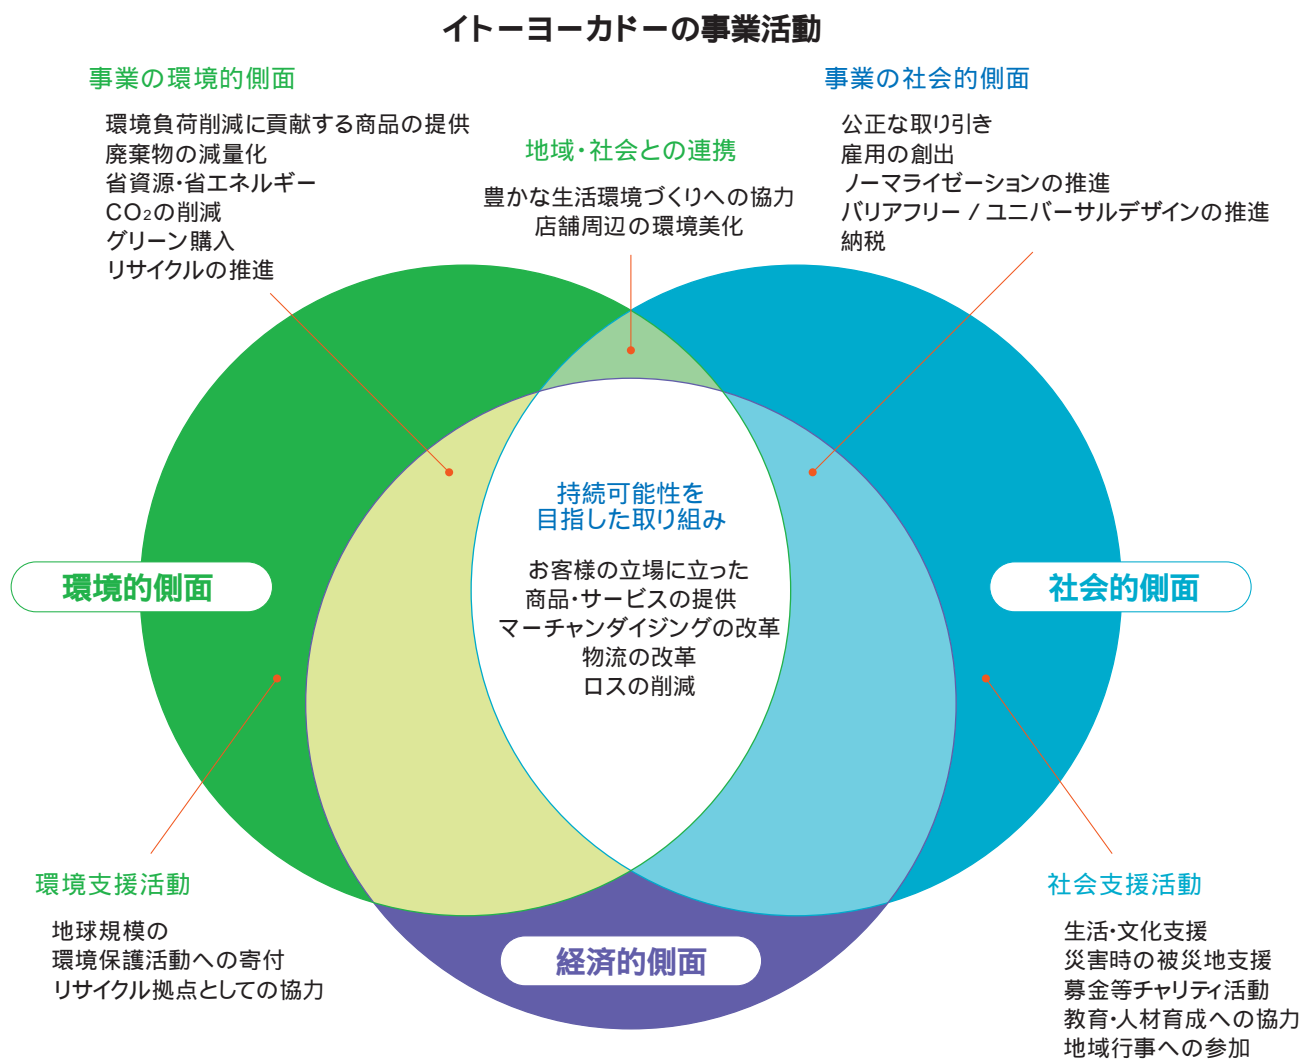 イトーヨーカドーの事業活動
事業の環境的側面
環境負荷削減に貢献する商品の提供
廃棄物の減量化
省資源・省エネルギー
CO₂の削減
グリーン購入
リサイクルの推進
地域・社会との連携
豊かな生活環境づくりへの協力
店舗周辺の環境美化
事業の社会的側面
公正な取り引き
雇用の創出
ノーマライゼーションの推進
バリアフリー / ユニバーサルデザインの推進
納税
持続可能性を
目指した取り組み
お客様の立場に立った
商品・サービスの提供
マーチャンダイジングの改革
物流の改革
ロスの削減
環境的側面
社会的側面
経済的側面
環境支援活動
地球規模の
環境保護活動への寄付
リサイクル拠点としての協力
社会支援活動
生活・文化支援
災害時の被災地支援
募金等チャリティ活動
教育・人材育成への協力
地域行事への参加